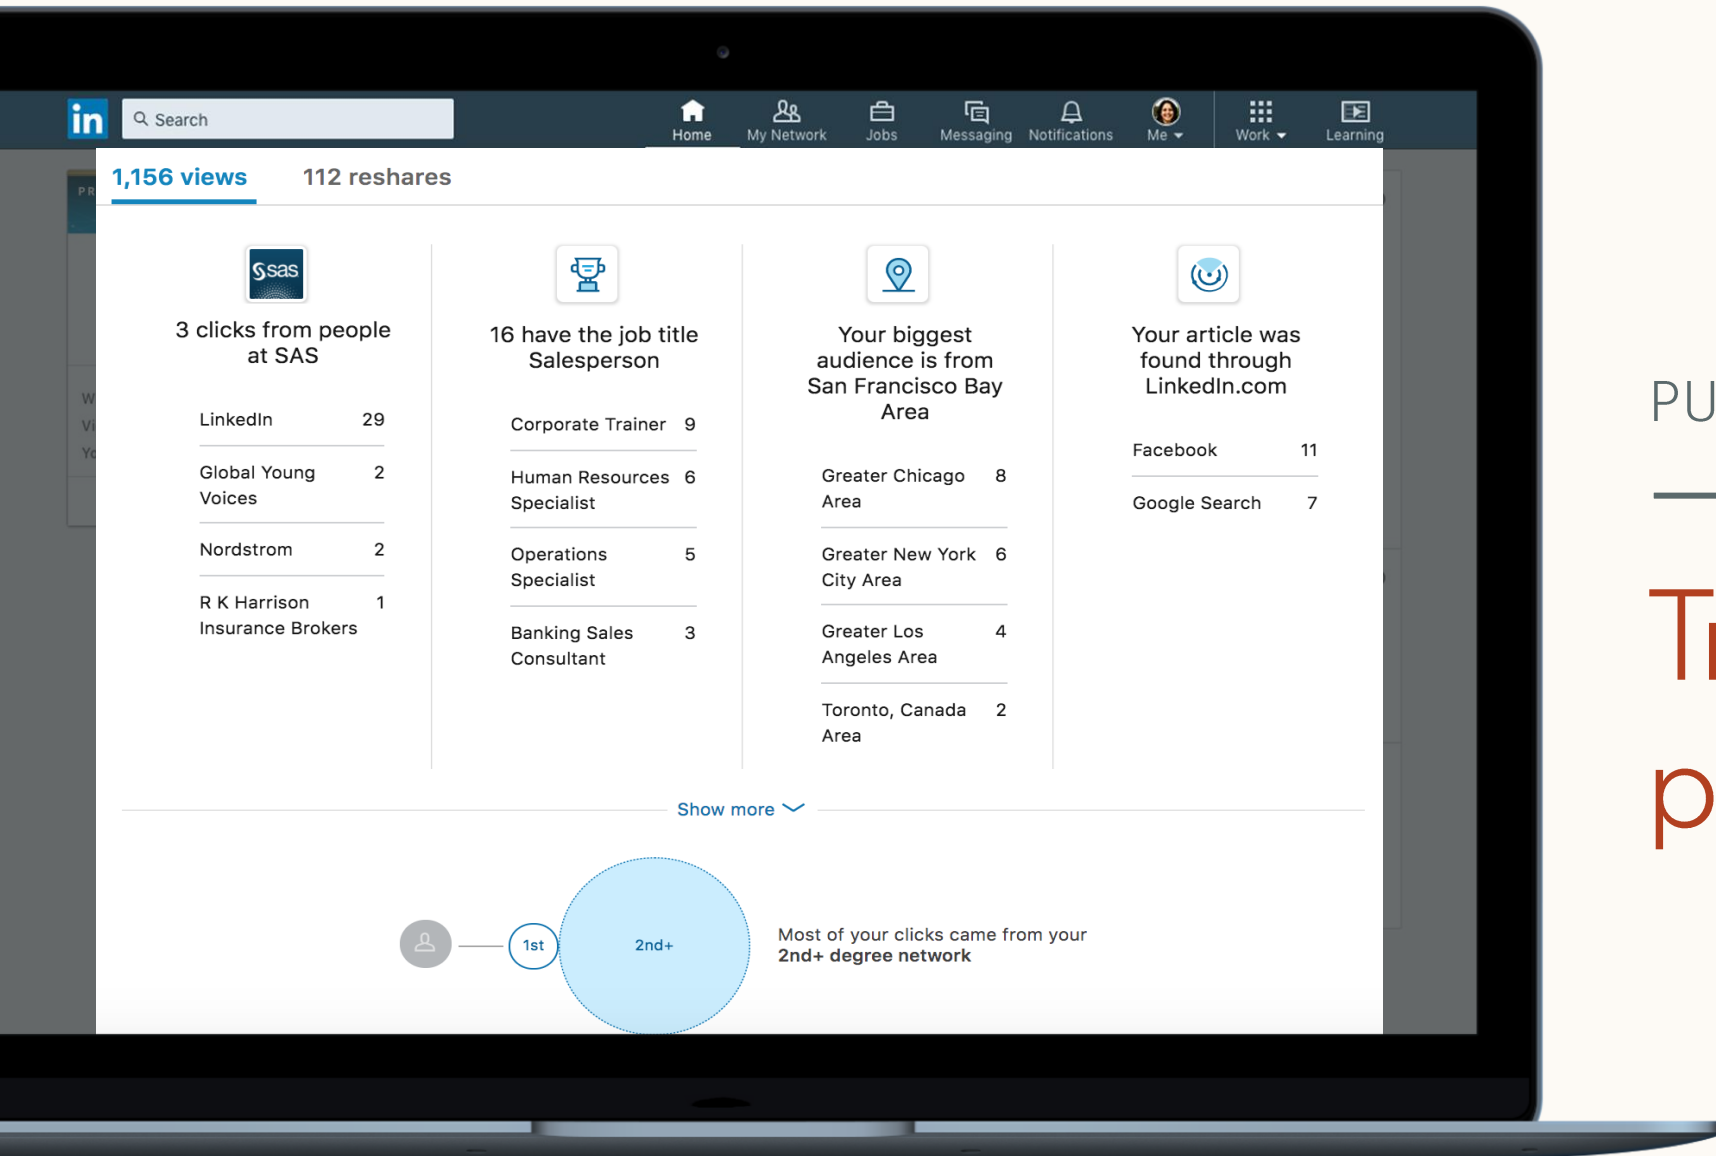 in
Search
Home
My Network
Jobs
Messaging
Notifications
Me
Work
Learning
1,156 views
112 reshares
PR
W
Vi
Yo
sas
3 clicks from people
at SAS
LinkedIn 29
Global Young 2
Voices
Nordstrom 2
R K Harrison 1
Insurance Brokers
16 have the job title
Salesperson
Corporate Trainer 9
Human Resources 6
Specialist
Operations 5
Specialist
Banking Sales 3
Consultant
Your biggest
audience is from
San Francisco Bay
Area
Greater Chicago 8
Area
Greater New York 6
City Area
Greater Los 4
Angeles Area
Toronto, Canada 2
Area
Your article was
found through
LinkedIn.com
Facebook 11
Google Search 7
Show more
1st
2nd+
Most of your clicks came from your
2nd+ degree network
PU
Tr
p